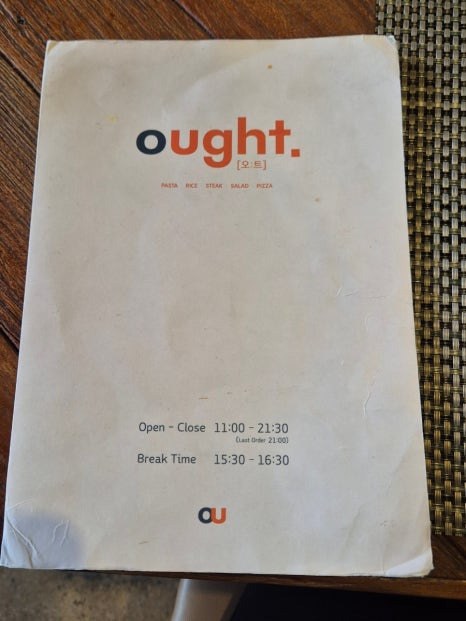 ought.
[오:트]
PASTA RICE STEAK SALAD PIZZA
Open - Close 11:00 - 21:30
(Last Order 21:00)
Break Time 15:30 - 16:30
OU